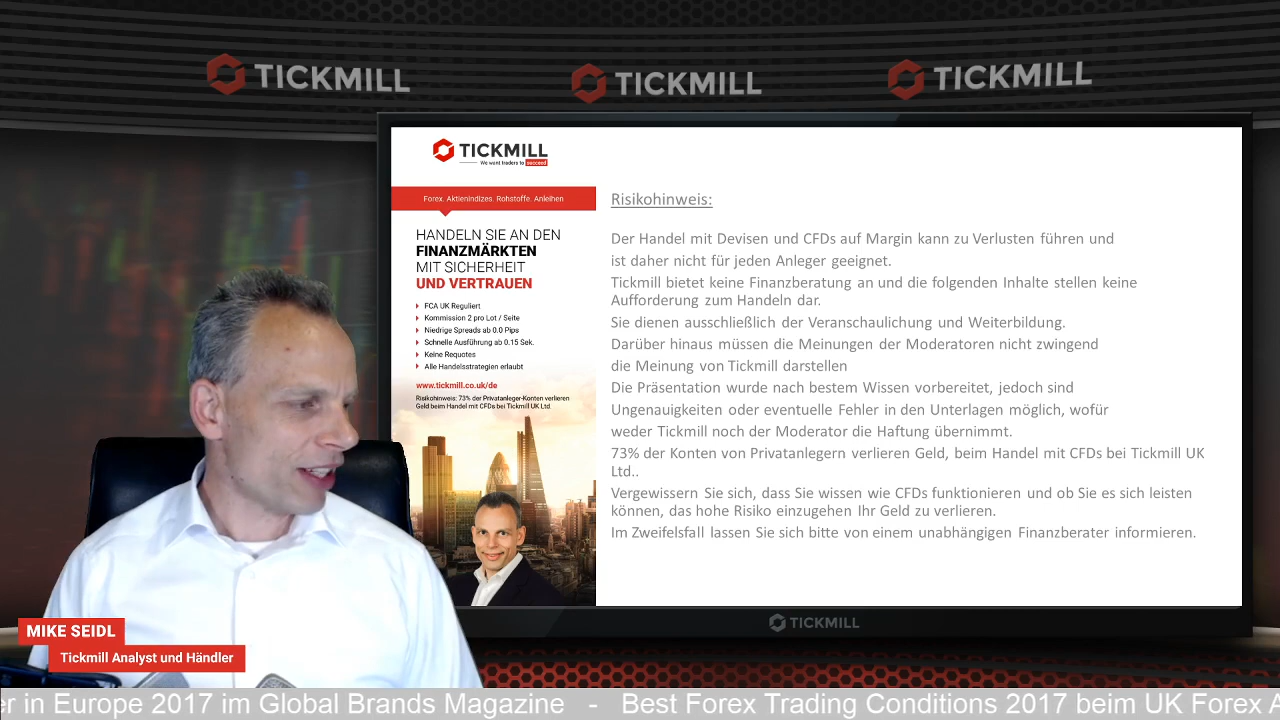 TICKMILL
TICKMILL
TICKMILL
TICKMILL
We want traders to succeed
Forex. Aktienindizes. Rohstoffe. Anleihen
HANDELN SIE AN DEN
FINANZMÄRKTEN
MIT SICHERHEIT
UND VERTRAUEN
FCA UK Reguliert
Kommission 2 pro Lot / Seite
Niedrige Spreads ab 0.0 Pips
Schnelle Ausführung ab 0.15 Sek.
Keine Requotes
Alle Handelsstrategien erlaubt
www.tickmill.co.uk/de
Risikohinweis: 73% der Privatanleger-Konten verlieren
Geld beim Handel mit CFDs bei Tickmill UK Ltd
Risikohinweis:
Der Handel mit Devisen und CFDs auf Margin kann zu Verlusten führen und
ist daher nicht für jeden Anleger geeignet.
Tickmill bietet keine Finanzberatung an und die folgenden Inhalte stellen keine
Aufforderung zum Handeln dar.
Sie dienen ausschließlich der Veranschaulichung und Weiterbildung.
Darüber hinaus müssen die Meinungen der Moderatoren nicht zwingend
die Meinung von Tickmill darstellen
Die Präsentation wurde nach bestem Wissen vorbereitet, jedoch sind
Ungenauigkeiten oder eventuelle Fehler in den Unterlagen möglich, wofür
weder Tickmill noch der Moderator die Haftung übernimmt.
73% der Konten von Privatanlegern verlieren Geld, beim Handel mit CFDs bei Tickmill UK
Ltd..
Vergewissern Sie sich, dass Sie wissen wie CFDs funktionieren und ob Sie es sich leisten
können, das hohe Risiko einzugehen Ihr Geld zu verlieren.
Im Zweifelsfall lassen Sie sich bitte von einem unabhängigen Finanzberater informieren.
TICKMILL
MIKE SEIDL
Tickmill Analyst und Händler
er in Europe 2017 im Global Brands Magazine - Best Forex Trading Conditions 2017 beim UK Forex A